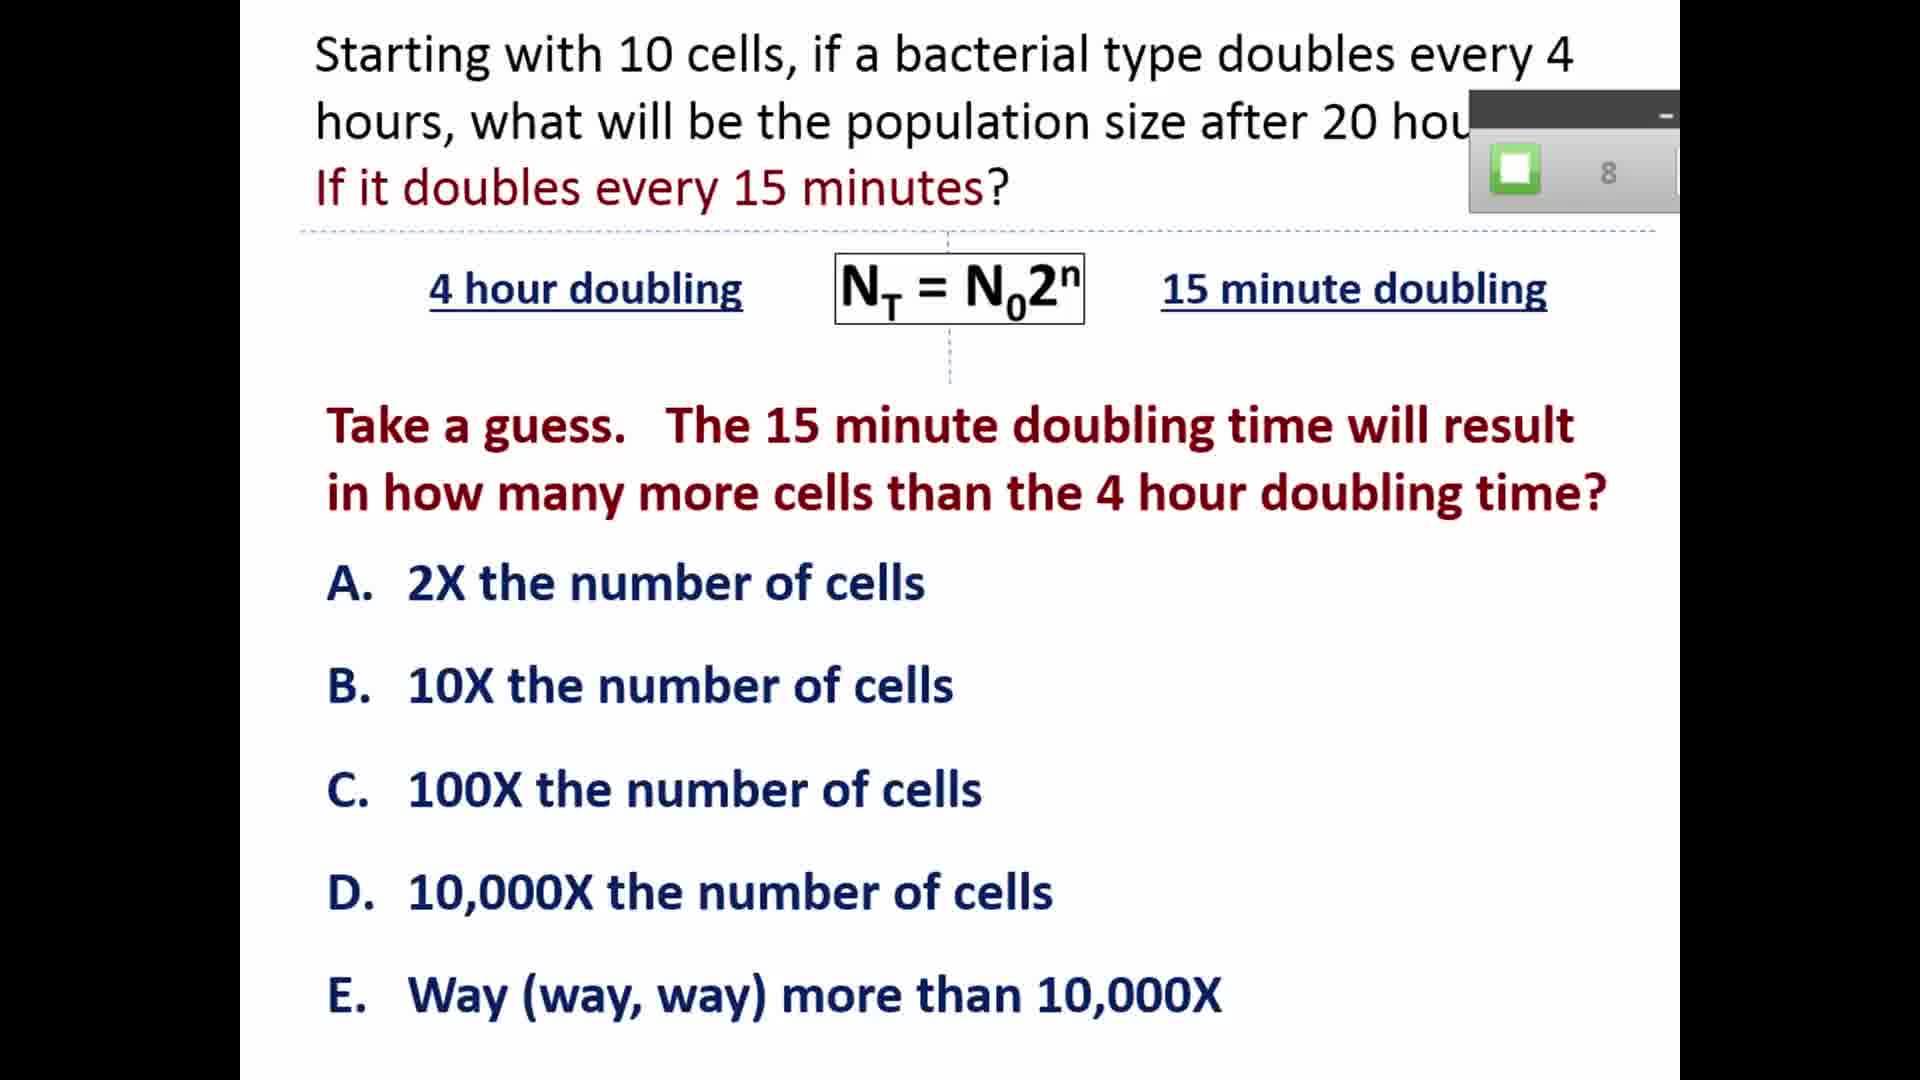 Starting with 10 cells, if a bacterial type doubles every 4
hours, what will be the population size after 20 hou
If it doubles every 15 minutes?
8
4 hour doubling
N_T = N_0 2^n
15 minute doubling
Take a guess. The 15 minute doubling time will result
in how many more cells than the 4 hour doubling time?
A. 2X the number of cells
B. 10X the number of cells
C. 100X the number of cells
D. 10,000X the number of cells
E. Way (way, way) more than 10,000X